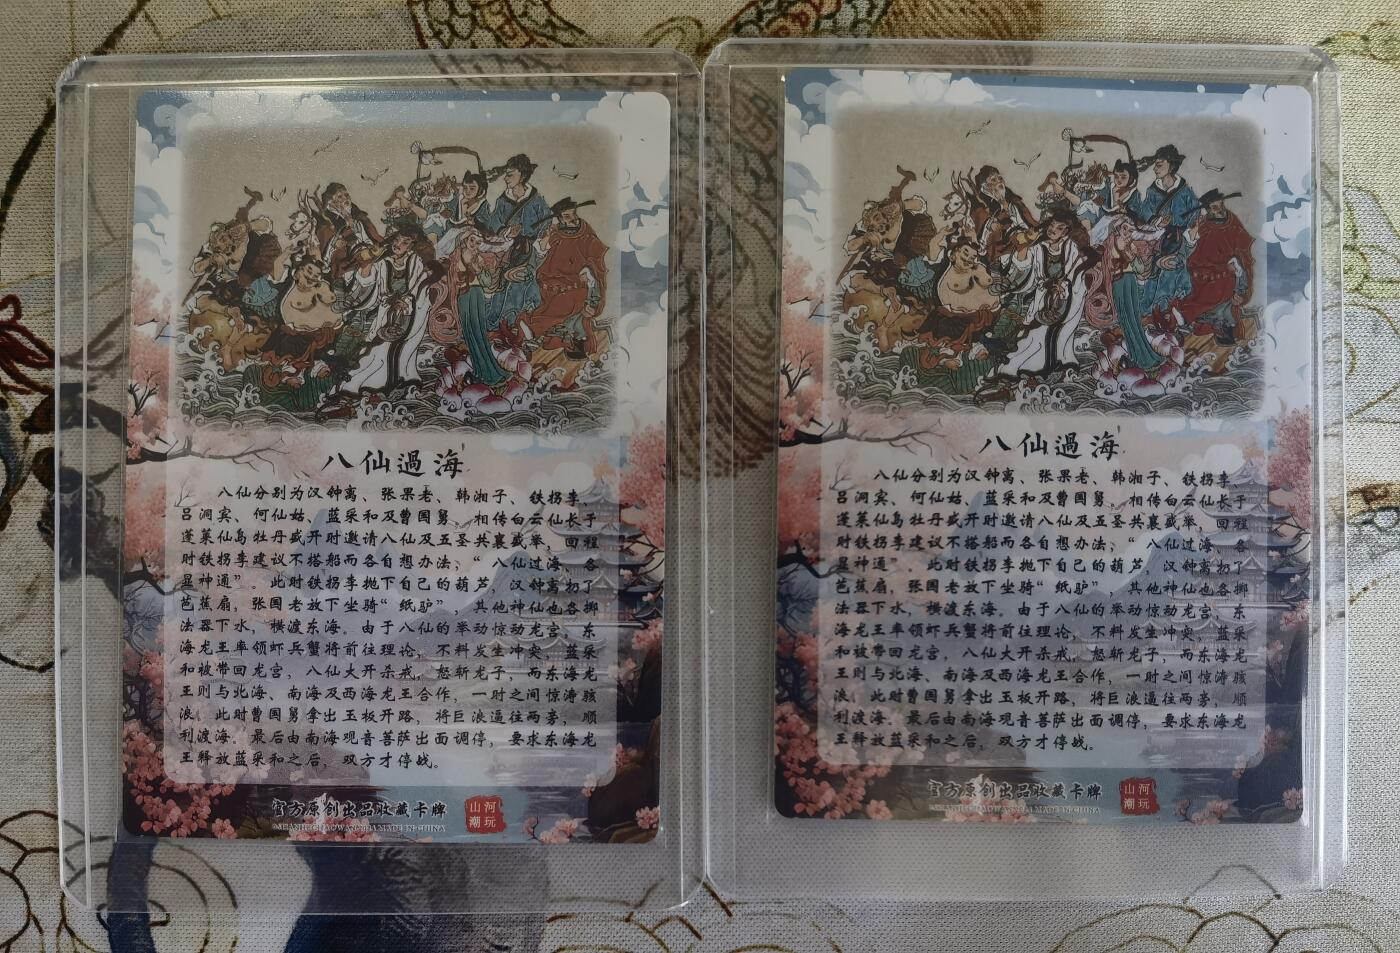 八仙過海
八仙分别为汉钟离、张果老、韩湘子、铁拐李、
吕洞宾、何仙姑、蓝采和及曹国舅。相传白云仙长于
蓬莱仙岛牡丹盛开时邀请八仙及五圣共襄盛举，回程
时铁拐李建议不搭船而各自想办法，“八仙过海、各
显神通”。此时铁拐李抛下自己的葫芦，汉钟离扔了
芭蕉扇，张国老放下坐骑“纸驴”，其他神仙也各掷
法器下水，横渡东海。由于八仙的举动惊动龙宫，东
海龙王率领虾兵蟹将前往理论，不料发生冲突，蓝采
和被带回龙宫，八仙大开杀戒，怒斩龙子，而东海龙
王则与北海、南海及西海龙王合作，一时之间惊涛骇
浪。此时曹国舅拿出玉板开路，将巨浪逼往两旁，顺
利渡海。最后由南海观音菩萨出面调停，要求东海龙
王释放蓝采和之后，双方才停战。
官方原创出品收藏卡牌
山河
潮玩
八仙過海
八仙分别为汉钟离、张果老、韩湘子、铁拐李、
吕洞宾、何仙姑、蓝采和及曹国舅。相传白云仙长于
蓬莱仙岛牡丹盛开时邀请八仙及五圣共襄盛举，回程
时铁拐李建议不搭船而各自想办法，“八仙过海、各
显神通”。此时铁拐李抛下自己的葫芦，汉钟离扔了
芭蕉扇，张国老放下坐骑“纸驴”，其他神仙也各掷
法器下水，横渡东海。由于八仙的举动惊动龙宫，东
海龙王率领虾兵蟹将前往理论，不料发生冲突，蓝采
和被带回龙宫，八仙大开杀戒，怒斩龙子，而东海龙
王则与北海、南海及西海龙王合作，一时之间惊涛骇
浪。此时曹国舅拿出玉板开路，将巨浪逼往两旁，顺
利渡海。最后由南海观音菩萨出面调停，要求东海龙
王释放蓝采和之后，双方才停战。
官方原创出品收藏卡牌
山河
潮玩